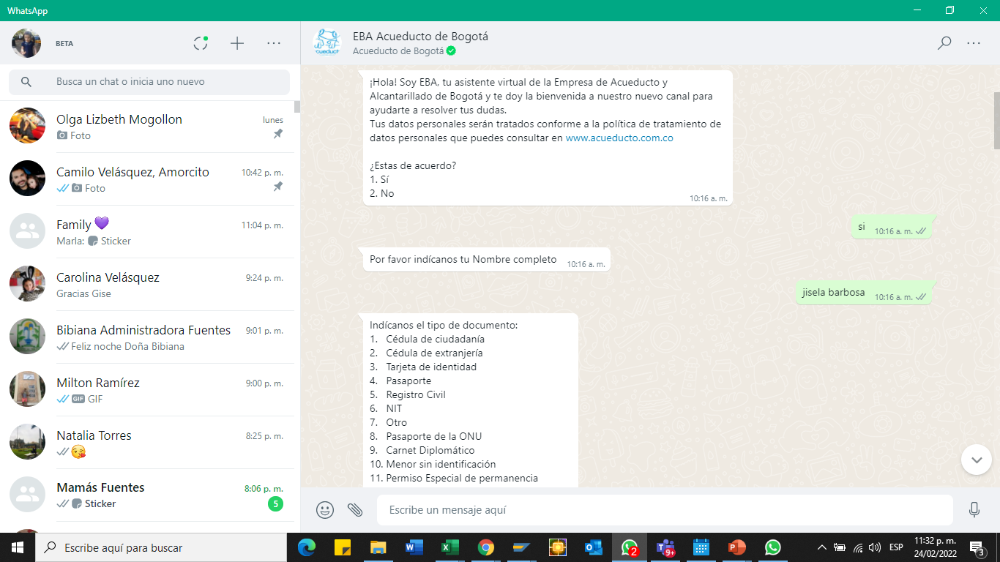 WhatsApp
BETA
Busca un chat o inicia uno nuevo
Olga Lizbeth Mogollon
lunes
Foto
Camilo Velásquez, Amorcito
10:42 p. m.
Foto
Family 💜
11:04 p. m.
Marla: Sticker
Carolina Velásquez
9:24 p. m.
Gracias Gise
Bibiana Administradora Fuentes
9:01 p. m.
Feliz noche Doña Bibiana
Milton Ramírez
9:00 p. m.
GIF GIF
Natalia Torres
8:25 p. m.
😘
Mamás Fuentes
8:06 p. m.
Sticker
5
EBA Acueducto de Bogotá
Acueducto de Bogotá
¡Hola! Soy EBA, tu asistente virtual de la Empresa de Acueducto y
Alcantarillado de Bogotá y te doy la bienvenida a nuestro nuevo canal para
ayudarte a resolver tus dudas.
Tus datos personales serán tratados conforme a la política de tratamiento de
datos personales que puedes consultar en www.acueducto.com.co
¿Estas de acuerdo?
1. Sí
2. No
10:16 a. m.
si 10:16 a. m.
Por favor indícanos tu Nombre completo 10:16 a. m.
jisela barbosa 10:16 a. m.
Indícanos el tipo de documento:
1. Cédula de ciudadanía
2. Cédula de extranjería
3. Tarjeta de identidad
4. Pasaporte
5. Registro Civil
6. NIT
7. Otro
8. Pasaporte de la ONU
9. Carnet Diplomático
10. Menor sin identificación
11. Permiso Especial de permanencia
Escribe un mensaje aquí
Escribe aquí para buscar
2
9+
ESP
11:32 p. m.
24/02/2022
3